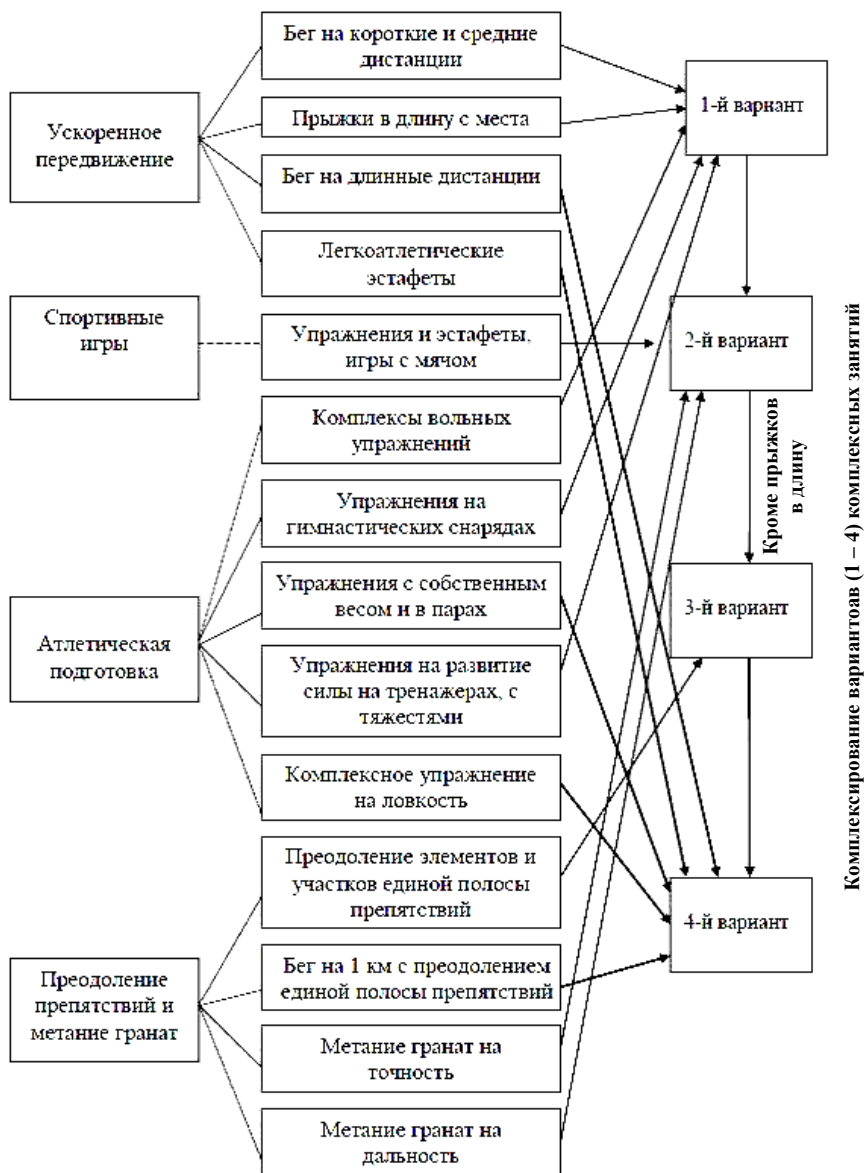 Ускоренное
передвижение
Спортивные
игры
Атлетическая
подготовка
Преодоление
препятствий и
метание гранат
Бег на короткие и средние
дистанции
Прыжки в длину с места
Бег на длинные дистанции
Легкоатлетические
эстафеты
Упражнения и эстафеты,
игры с мячом
Комплексы вольных
упражнений
Упражнения на
гимнастических снарядах
Упражнения с собственным
весом и в парах
Упражнения на развитие
силы на тренажерах, с
тяжестями
Комплексное упражнение
на ловкость
Преодоление элементов и
участков единой полосы
препятствий
Бег на 1 км с преодолением
единой полосы препятствий
Метание гранат на
точность
Метание гранат на
дальность
1-й вариант
2-й вариант
Кроме прыжков
в длину
3-й вариант
4-й вариант
Комплексирование вариантоав (1 – 4) комплексных занятий